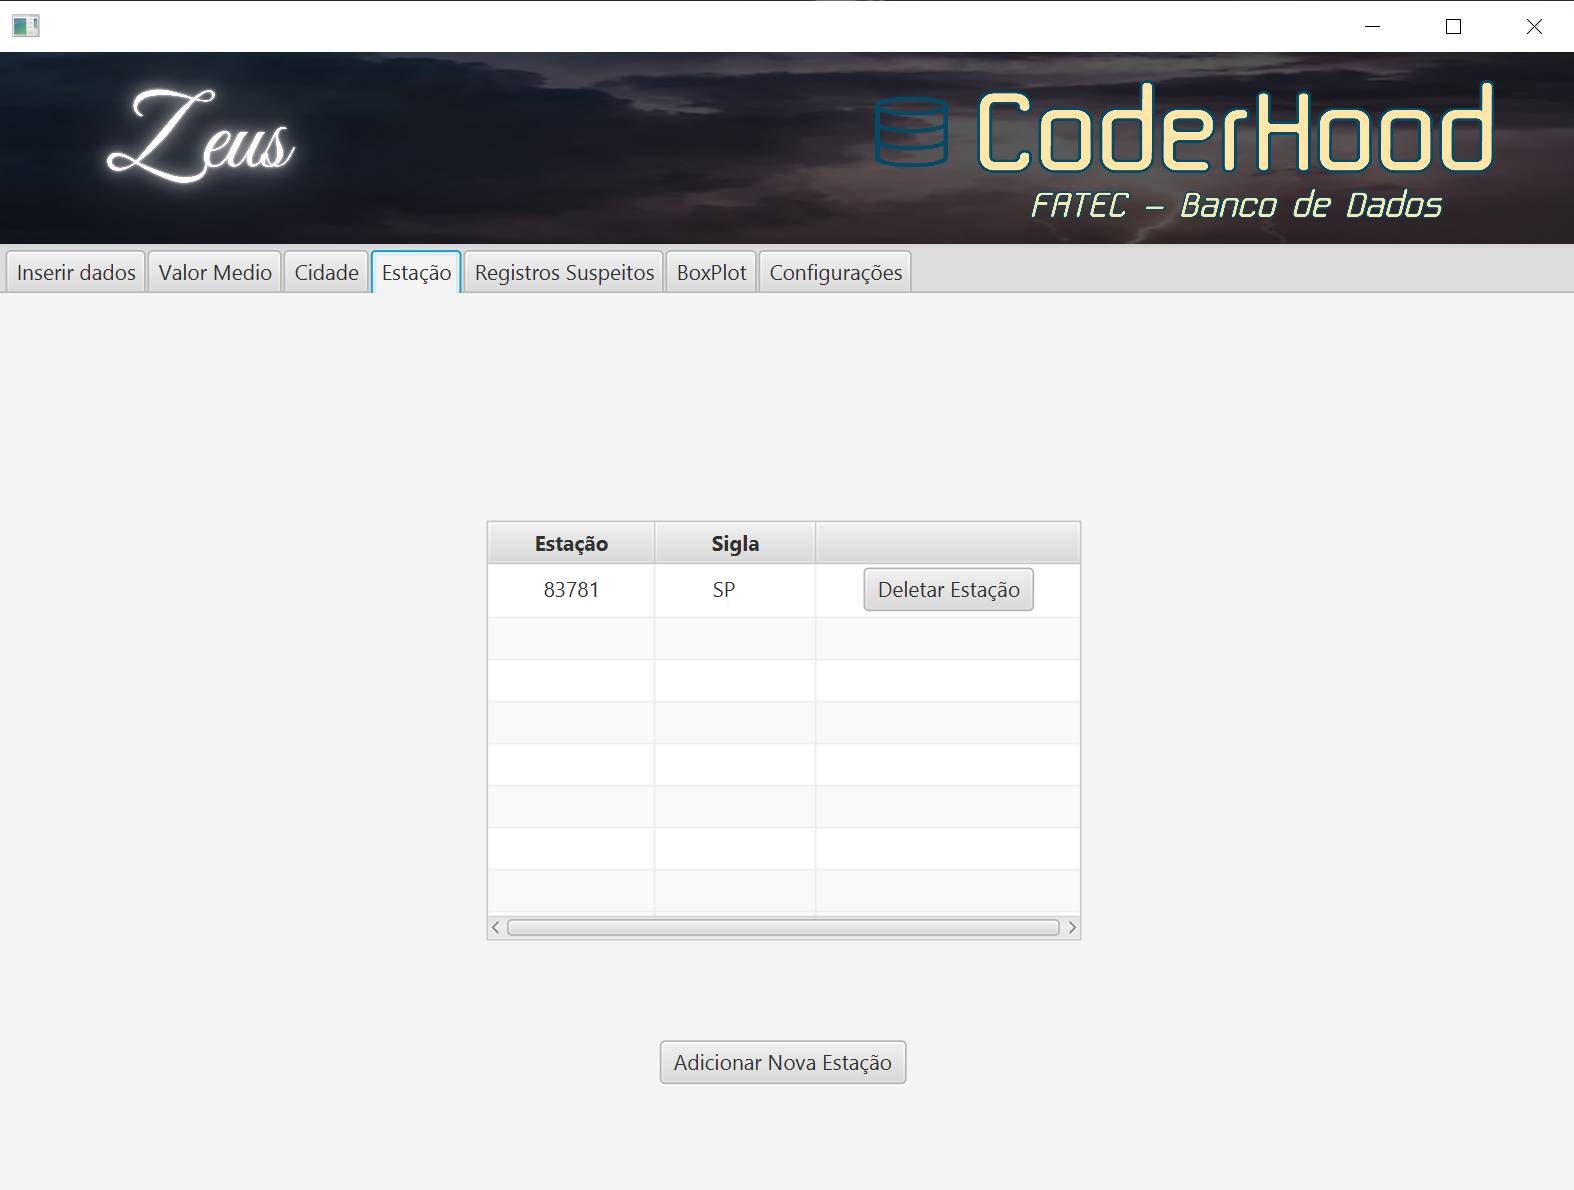 Zeus
CoderHood
FATEC - Banco de Dados
Inserir dados Valor Medio Cidade Estação Registros Suspeitos BoxPlot Configurações
Estação Sigla
83781 SP Deletar Estação
Adicionar Nova Estação